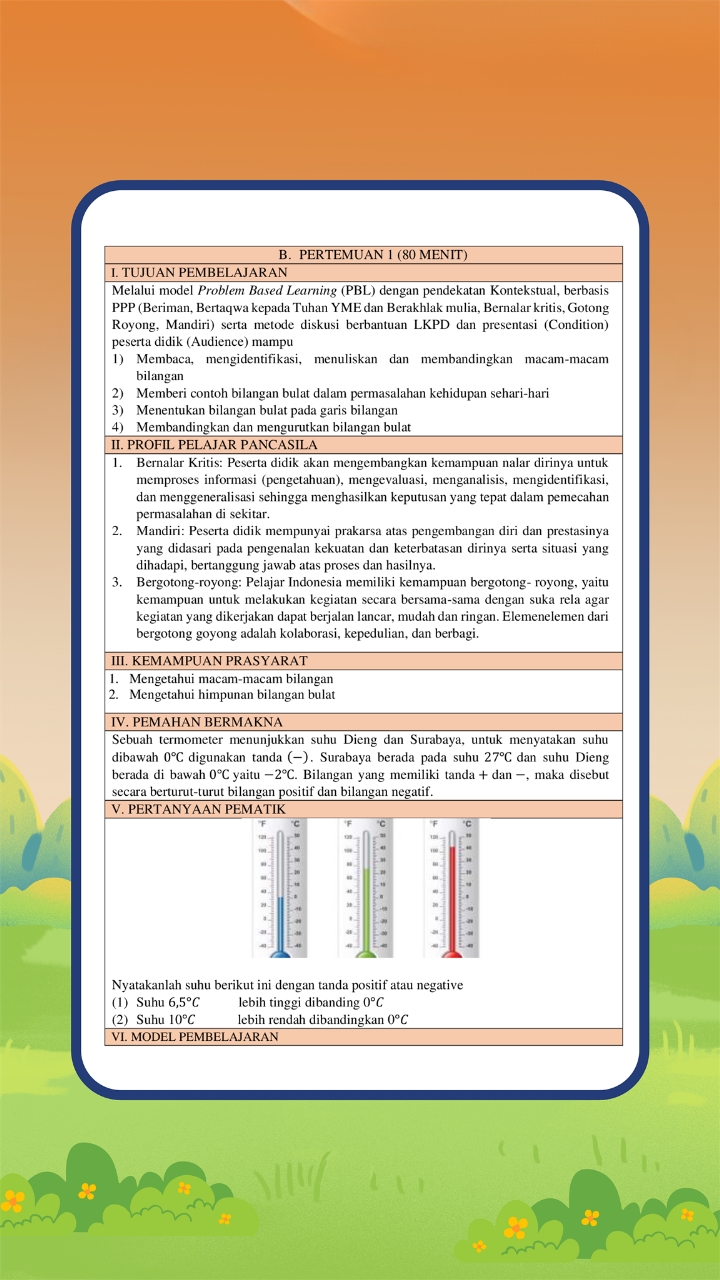 B. PERTEMUAN 1 (80 MENIT)
I. TUJUAN PEMBELAJARAN
Melalui model Problem Based Learning (PBL) dengan pendekatan Kontekstual, berbasis
PPP (Beriman, Bertaqwa kepada Tuhan YME dan Berakhlak mulia, Bernalar kritis, Gotong
Royong, Mandiri) serta metode diskusi berbantuan LKPD dan presentasi (Condition)
peserta didik (Audience) mampu
1) Membaca, mengidentifikasi, menuliskan dan membandingkan macam-macam
bilangan
2) Memberi contoh bilangan bulat dalam permasalahan kehidupan sehari-hari
3) Menentukan bilangan bulat pada garis bilangan
4) Membandingkan dan mengurutkan bilangan bulat
II. PROFIL PELAJAR PANCASILA
1. Bernalar Kritis: Peserta didik akan mengembangkan kemampuan nalar dirinya untuk
memproses informasi (pengetahuan), mengevaluasi, menganalisis, mengidentifikasi,
dan menggeneralisasi sehingga menghasilkan keputusan yang tepat dalam pemecahan
permasalahan di sekitar.
2. Mandiri: Peserta didik mempunyai prakarsa atas pengembangan diri dan prestasinya
yang didasari pada pengenalan kekuatan dan keterbatasan dirinya serta situasi yang
dihadapi, bertanggung jawab atas proses dan hasilnya.
3. Bergotong-royong: Pelajar Indonesia memiliki kemampuan bergotong- royong, yaitu
kemampuan untuk melakukan kegiatan secara bersama-sama dengan suka rela agar
kegiatan yang dikerjakan dapat berjalan lancar, mudah dan ringan. Elemenelemen dari
bergotong goyong adalah kolaborasi, kepedulian, dan berbagi.
III. KEMAMPUAN PRASYARAT
1. Mengetahui macam-macam bilangan
2. Mengetahui himpunan bilangan bulat
IV. PEMAHAN BERMAKNA
Sebuah termometer menunjukkan suhu Dieng dan Surabaya, untuk menyatakan suhu
dibawah 0℃ digunakan tanda (−). Surabaya berada pada suhu 27℃ dan suhu Dieng
berada di bawah 0℃ yaitu −2℃. Bilangan yang memiliki tanda + dan −, maka disebut
secara berturut-turut bilangan positif dan bilangan negatif.
V. PERTANYAAN PEMATIK
°F °C °F °C °F °C
Nyatakanlah suhu berikut ini dengan tanda positif atau negative
(1) Suhu 6,5°C lebih tinggi dibanding 0°C
(2) Suhu 10°C lebih rendah dibandingkan 0°C
VI. MODEL PEMBELAJARAN